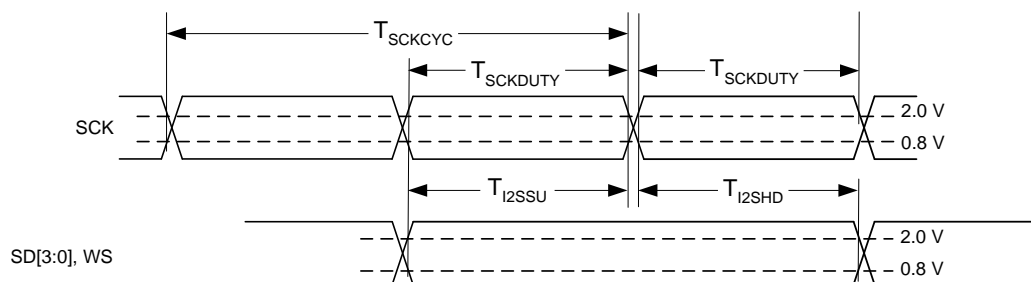 T_SCKCYC
T_SCKDUTY T_SCKDUTY
SCK 2.0 V
0.8 V
T_I2SSU T_I2SHD
SD[3:0], WS 2.0 V
0.8 V